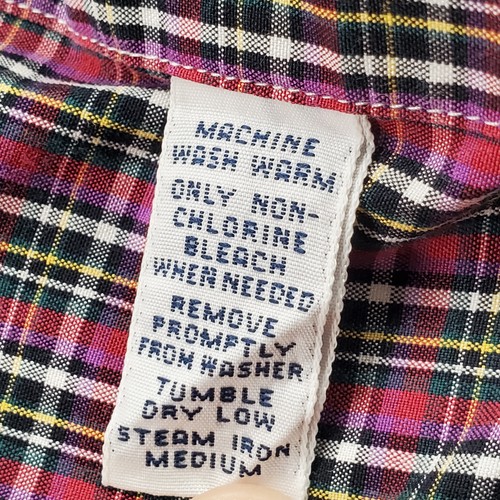 MACHINE
WASH WARM
ONLY NON-
CHLORINE
BLEACH
WHEN NEEDED
REMOVE
PROMPTLY
FROM WASHER
TUMBLE
DRY LOW
STEAM IRON
MEDIUM